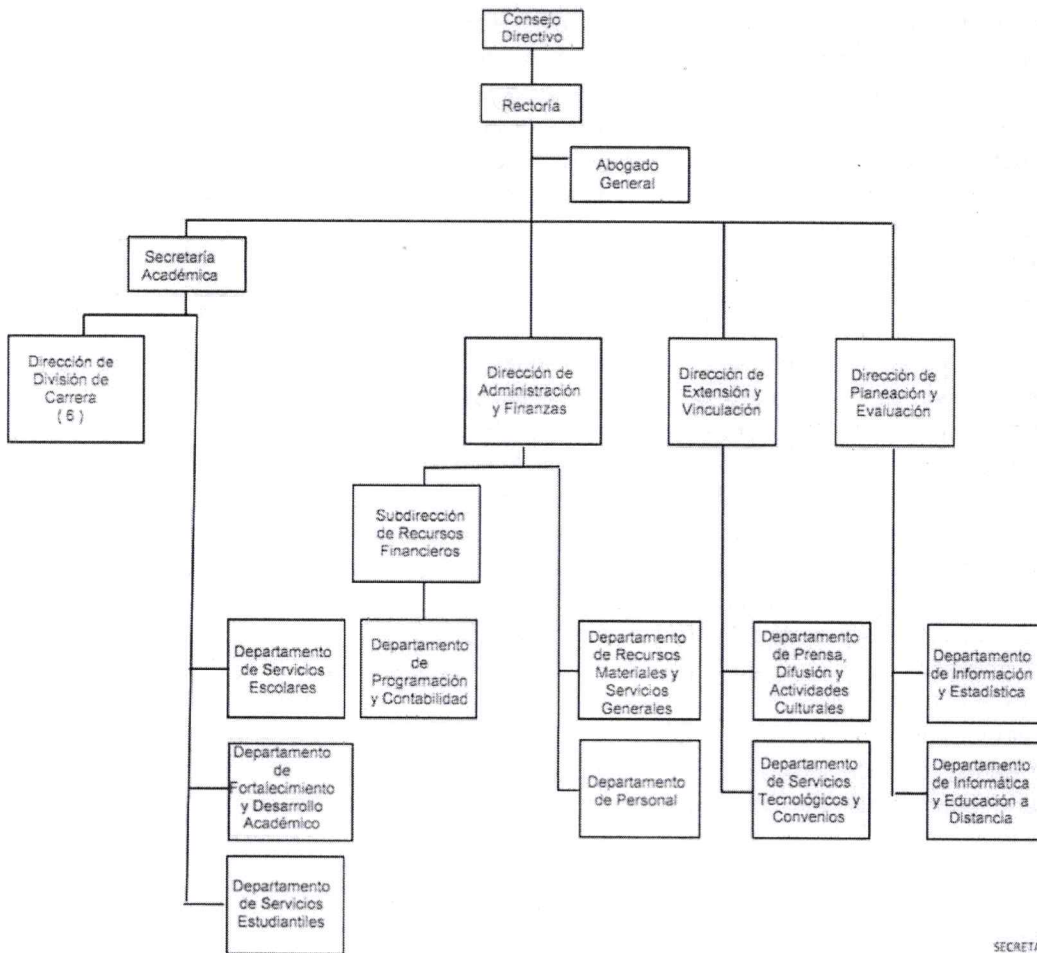 Consejo
Directivo
Rectoría
Abogado
General
Secretaría
Académica
Dirección de
División de
Carrera
( 6 )
Dirección de
Administración
y Finanzas
Dirección de
Extensión y
Vinculación
Dirección de
Planeación y
Evaluación
Subdirección
de Recursos
Financieros
Departamento
de Servicios
Escolares
Departamento
de
Programación
y Contabilidad
Departamento
de Recursos
Materiales y
Servicios
Generales
Departamento
de Prensa,
Difusión y
Actividades
Culturales
Departamento
de Información
y Estadística
Departamento
de
Fortalecimiento
y Desarrollo
Académico
Departamento
de Personal
Departamento
de Servicios
Tecnológicos y
Convenios
Departamento
de Informática
y Educación a
Distancia
Departamento
de Servicios
Estudiantiles
SECRETA